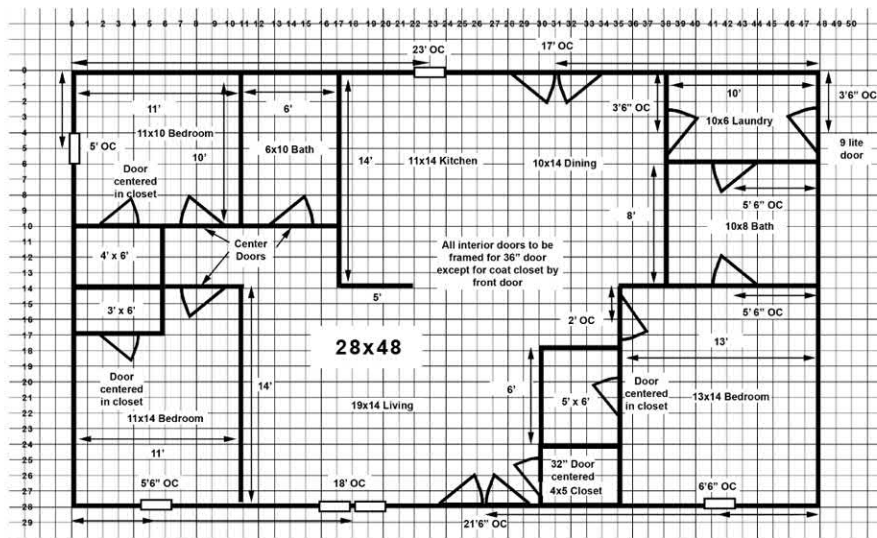 0 1 2 3 4 5 6 7 8 9 10 11 12 13 14 15 16 17 18 19 20 21 22 23 24 25 26 27 28 29 30 31 32 33 34 35 36 37 38 39 40 41 42 43 44 45 46 47 48 50
23' OC
17' OC
0
1
2
3
4
5
6
7
8
9
10
11
12
13
14
15
16
17
18
19
20
21
22
23
24
25
26
27
28
29
11'
11x10 Bedroom
5' OC
10'
Door
centered
in closet
6'
6x10 Bath
14'
11x14 Kitchen
10x14 Dining
3'6" OC
10'
10x6 Laundry
3'6" OC
9 lite
door
8'
5' 6" OC
10x8 Bath
5' 6" OC
4' x 6'
Center
Doors
All interior doors to be
framed for 36" door
except for coat closet by
front door
3' x 6'
5'
2' OC
28x48
13'
Door
centered
in closet
11x14 Bedroom
11'
14'
19x14 Living
6'
5' x 6'
Door
centered
in closet
13x14 Bedroom
32" Door
centered
4x5 Closet
5'6" OC
18' OC
21'6" OC
6'6" OC